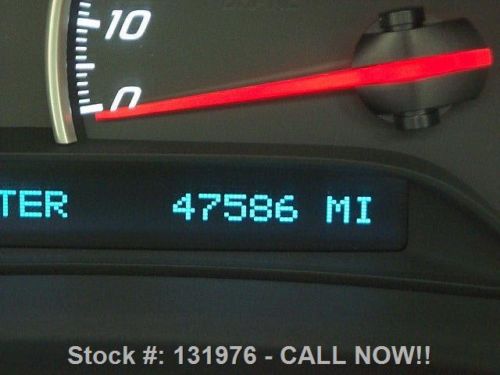 10
0
TER 47586 MI
Stock #: 131976 - CALL NOW!!